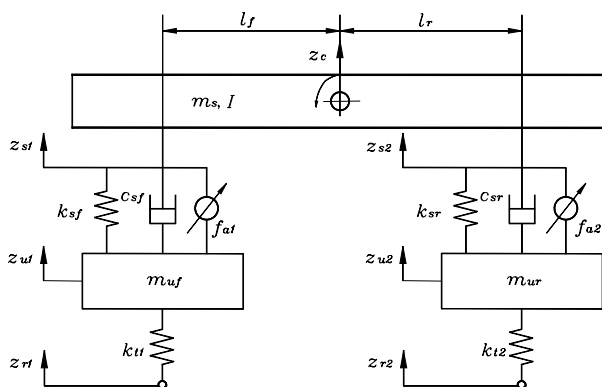 l_f l_r
z_c
m_s, I
z_s1 z_s2
k_sf C_sf f_a1 k_sr C_sr f_a2
z_u1 m_uf z_u2 m_ur
k_t1 k_t2
z_r1 z_r2